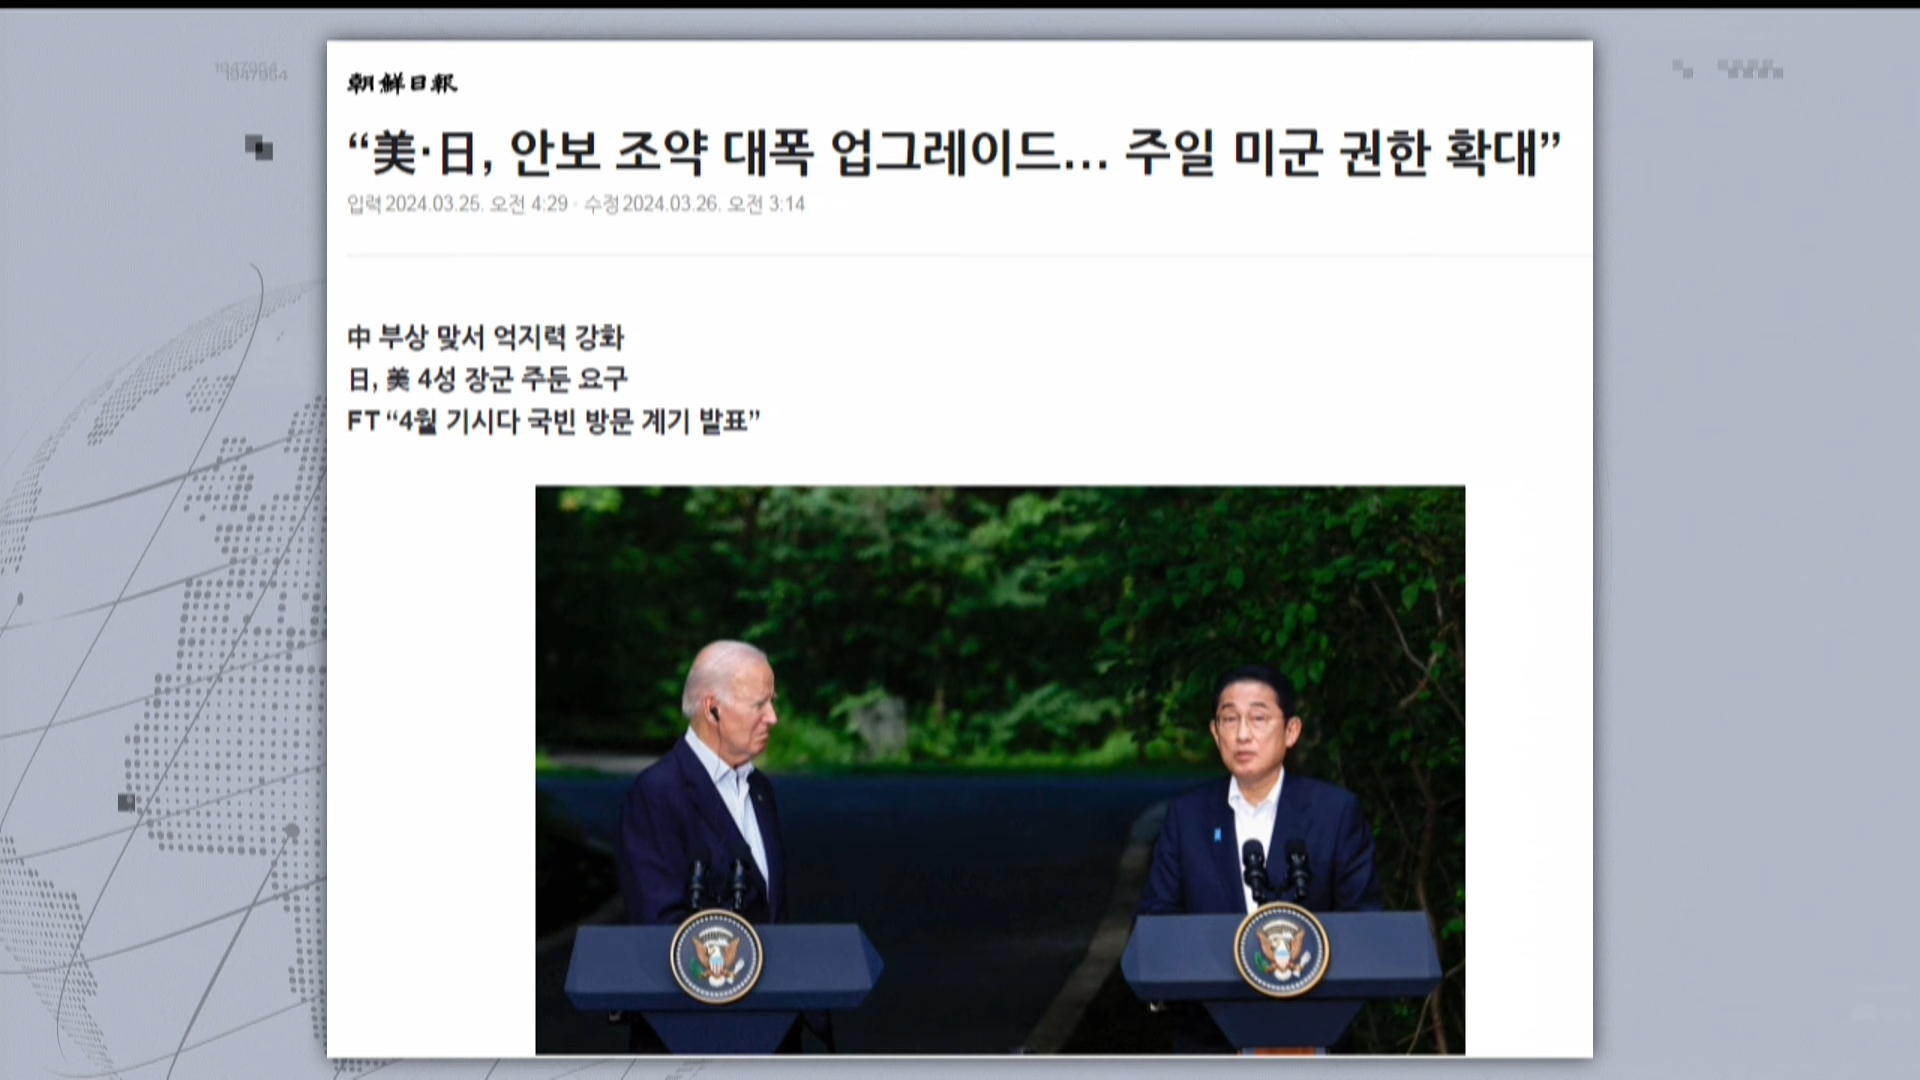 朝鮮日報
“美·日, 안보 조약 대폭 업그레이드... 주일 미군 권한 확대”
입력 2024.03.25. 오전 4:29 · 수정 2024.03.26. 오전 3:14
中 부상 맞서 억지력 강화
日, 美 4성 장군 주둔 요구
FT “4월 기시다 국빈 방문 계기 발표”